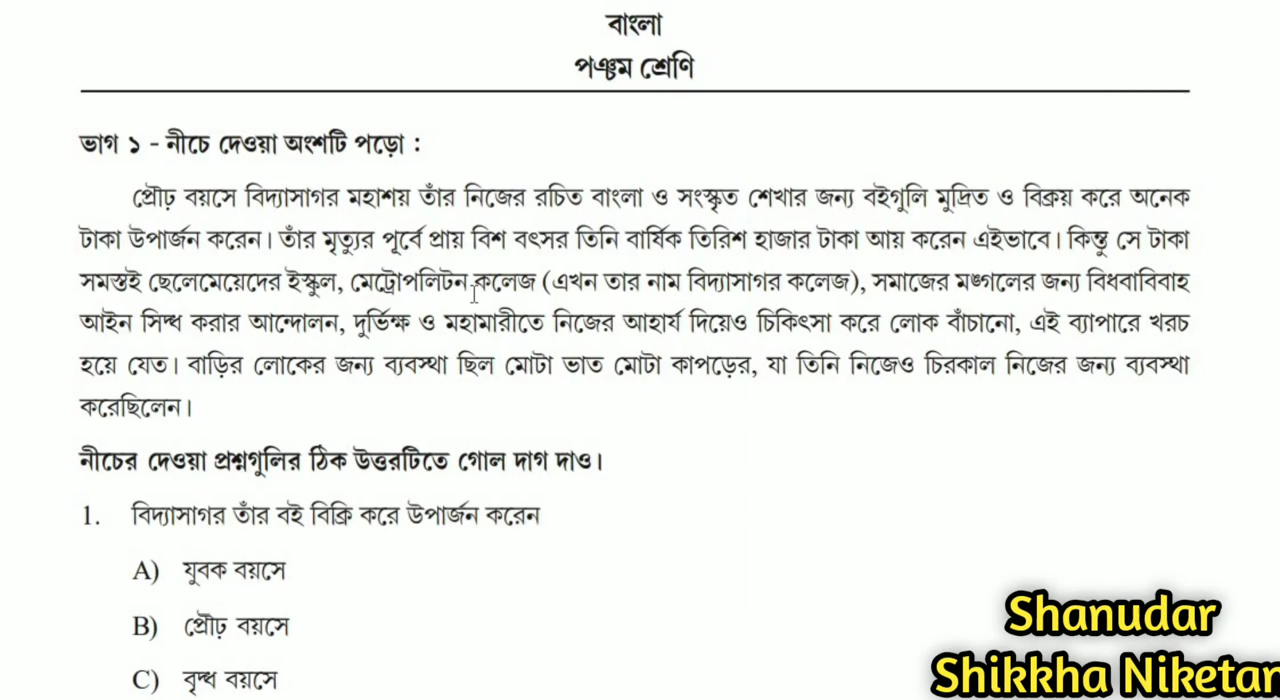 বাংলা
পঞ্চম শ্রেণি
ভাগ ১ - নীচে দেওয়া অংশটি পড়ো :
প্রৌঢ় বয়সে বিদ্যাসাগর মহাশয় তাঁর নিজের রচিত বাংলা ও সংস্কৃত শেখার জন্য বইগুলি মুদ্রিত ও বিক্রয় করে অনেক
টাকা উপার্জন করেন। তাঁর মৃত্যুর পূর্বে প্রায় বিশ বৎসর তিনি বার্ষিক তিরিশ হাজার টাকা আয় করেন এইভাবে। কিন্তু সে টাকা
সমস্তই ছেলেমেয়েদের ইস্কুল, মেট্রোপলিটন কলেজ (এখন তার নাম বিদ্যাসাগর কলেজ), সমাজের মঙ্গলের জন্য বিধবাবিবাহ
আইন সিদ্ধ করার আন্দোলন, দুর্ভিক্ষ ও মহামারীতে নিজের আহার্য দিয়েও চিকিৎসা করে লোক বাঁচানো, এই ব্যাপারে খরচ
হয়ে যেত। বাড়ির লোকের জন্য ব্যবস্থা ছিল মোটা ভাত মোটা কাপড়ের, যা তিনি নিজেও চিরকাল নিজের জন্য ব্যবস্থা
করেছিলেন।
নীচের দেওয়া প্রশ্নগুলির ঠিক উত্তরটিতে গোল দাগ দাও।
1. বিদ্যাসাগর তাঁর বই বিক্রি করে উপার্জন করেন
A) যুবক বয়সে
B) প্রৌঢ় বয়সে
C) বৃদ্ধ বয়সে
Shanudar
Shikkha Niketan